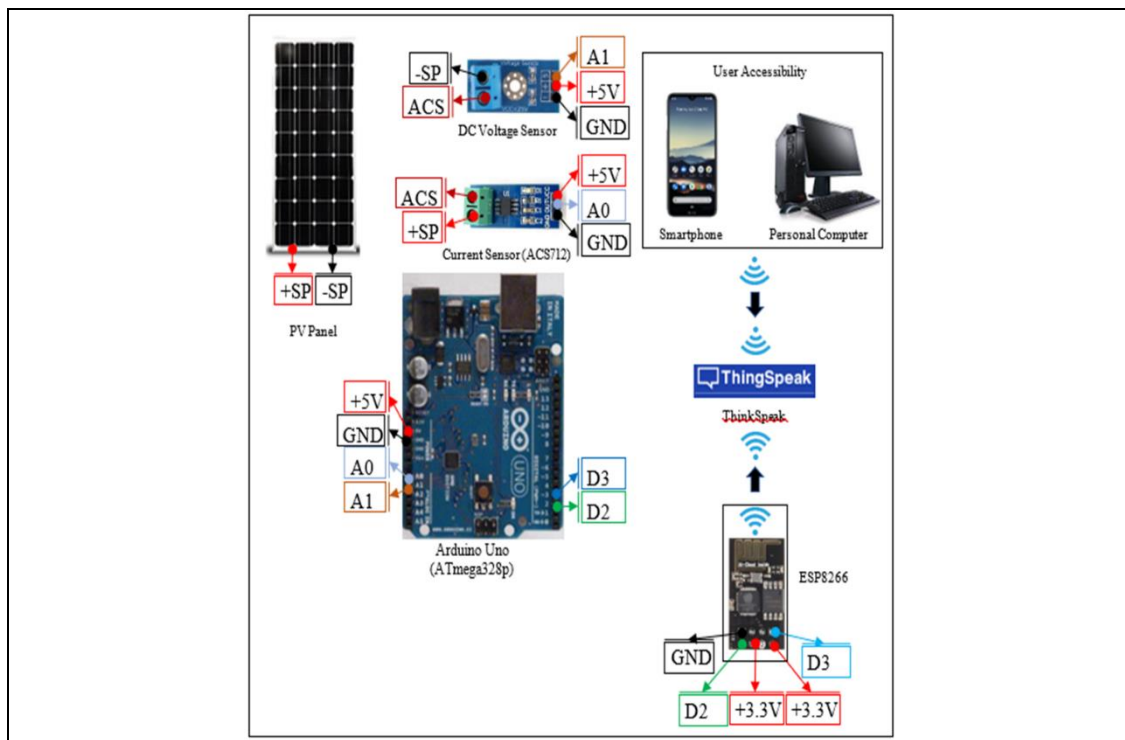 -SP
ACS
A1
+5V
GND
DC Voltage Sensor
ACS
+SP
+5V
A0
GND
Current Sensor (ACS712)
+SP
-SP
PV Panel
User Accessibility
Smartphone
Personal Computer
ThingSpeak
ThinkSpeak
+5V
GND
A0
A1
D3
D2
ARDUINO
UNO
Arduino Uno
(ATmega328p)
ESP8266
GND
D3
D2
+3.3V
+3.3V